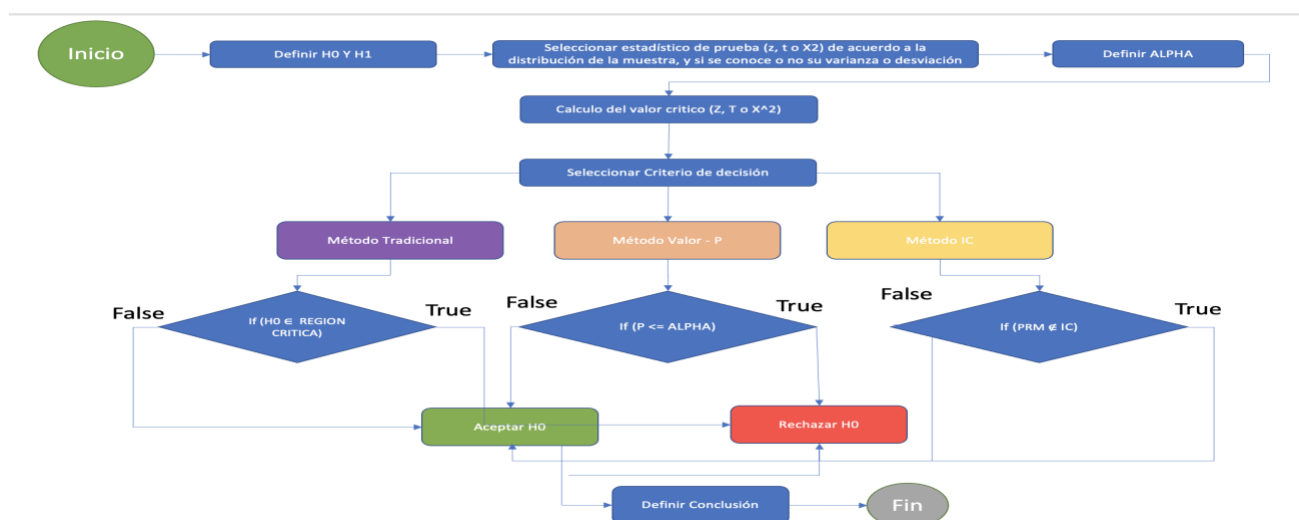 Inicio
Definir H0 Y H1
Seleccionar estadístico de prueba (z, t o X2) de acuerdo a la
distribución de la muestra, y si se conoce o no su varianza o desviación
Definir ALPHA
Calculo del valor critico (Z, T o X^2)
Seleccionar Criterio de decisión
Método Tradicional
Método Valor - P
Método IC
False
If (H0 ∈ REGION
CRITICA)
True
False
If (P <= ALPHA)
True
False
If (PRM ∉ IC)
True
Aceptar H0
Rechazar H0
Definir Conclusión
Fin